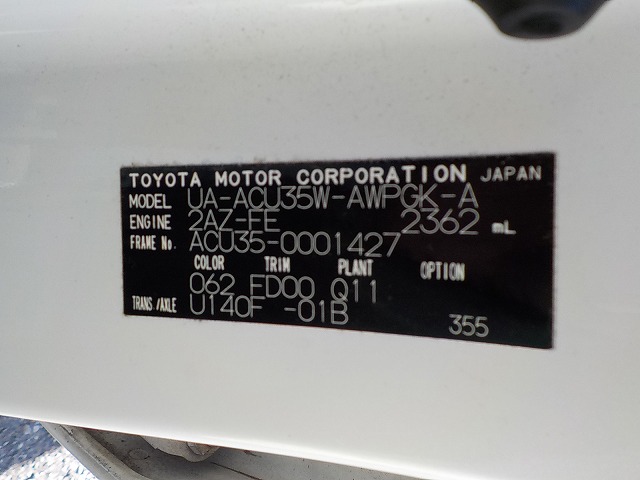 TOYOTA MOTOR CORPORATION JAPAN
MODEL UA-ACU35W-AWPGK-A
ENGINE 2AZ-FE 2362 mL
FRAME No. ACU35-0001427
COLOR TRIM PLANT OPTION
062 FD00 Q11
TRANS/AXLE U140F -01B 355